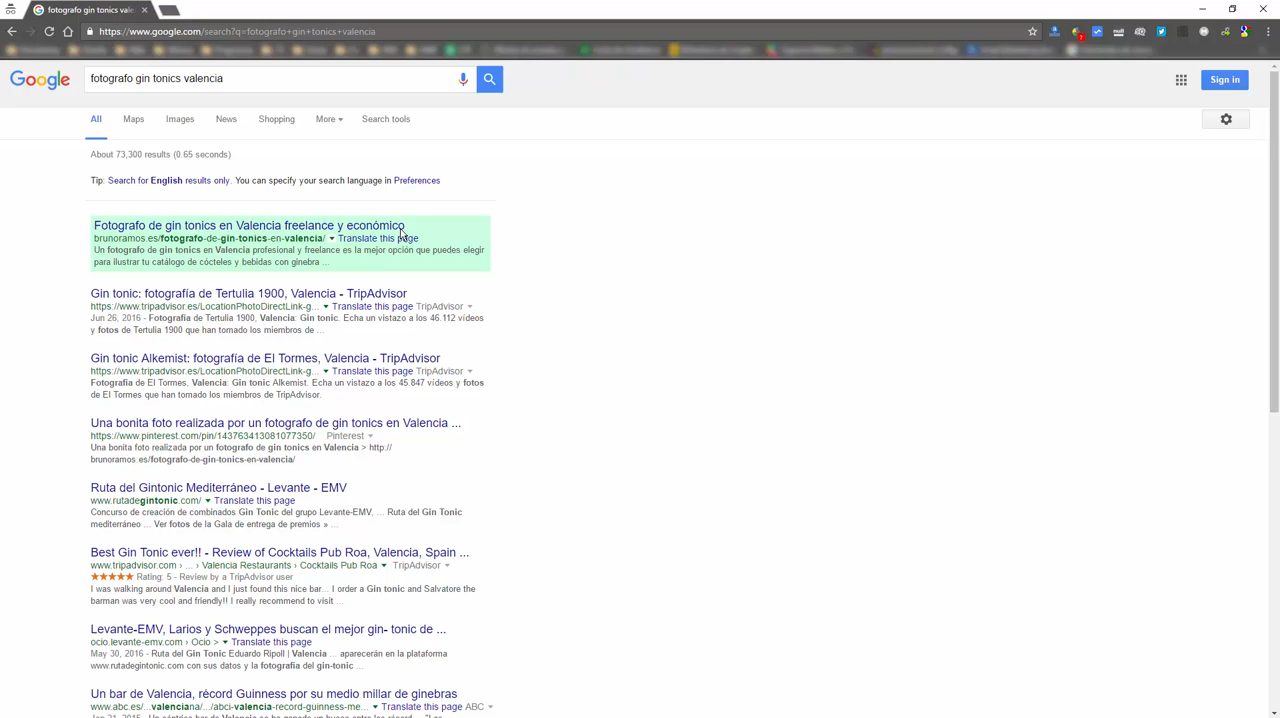 fotografo gin tonics val
https://www.google.com/search?q=fotografo+gin+tonics+valencia
Google
fotografo gin tonics valencia
Sign in
All Maps Images News Shopping More Search tools
About 73,300 results (0.65 seconds)
Tip: Search for English results only. You can specify your search language in Preferences
Fotografo de gin tonics en Valencia freelance y económico
brunoramos.es/fotografo-de-gin-tonics-en-valencia/ Translate this page
Un fotografo de gin tonics en Valencia profesional y freelance es la mejor opción que puedes elegir
para ilustrar tu catálogo de cócteles y bebidas con ginebra ...
Gin tonic: fotografía de Tertulia 1900, Valencia - TripAdvisor
https://www.tripadvisor.es/LocationPhotoDirectLink-g... Translate this page TripAdvisor
Jun 26, 2016 - Fotografía de Tertulia 1900, Valencia: Gin tonic. Echa un vistazo a los 46.112 vídeos
y fotos de Tertulia 1900 que han tomado los miembros de ...
Gin tonic Alkemist: fotografía de El Tormes, Valencia - TripAdvisor
https://www.tripadvisor.es/LocationPhotoDirectLink-g... Translate this page TripAdvisor
Fotografía de El Tormes, Valencia: Gin tonic Alkemist. Echa un vistazo a los 45.847 vídeos y fotos
de El Tormes que han tomado los miembros de TripAdvisor.
Una bonita foto realizada por un fotografo de gin tonics en Valencia ...
https://www.pinterest.com/pin/143763413081077350/ Pinterest
Una bonita foto realizada por un fotografo de gin tonics en Valencia > http://
brunoramos.es/fotografo-de-gin-tonics-en-valencia/
Ruta del Gintonic Mediterráneo - Levante - EMV
www.rutadegintonic.com/ Translate this page
Concurso de creación de combinados Gin Tonic del grupo Levante-EMV, ... Ruta del Gin Tonic
mediterráneo ... Ver fotos de la Gala de entrega de premios » ...
Best Gin Tonic ever!! - Review of Cocktails Pub Roa, Valencia, Spain ...
www.tripadvisor.com › ... › Valencia Restaurants › Cocktails Pub Roa TripAdvisor
Rating: 5 - Review by a TripAdvisor user
I was walking around Valencia and I just found this nice bar... I order a Gin tonic and Salvatore the
barman was very cool and friendly!! I really recommend to visit ...
Levante-EMV, Larios y Schweppes buscan el mejor gin- tonic de ...
ocio.levante-emv.com › Ocio > Translate this page
May 30, 2016 - Ruta del Gin Tonic Eduardo Ripoll | Valencia ... aparecerán en la plataforma
www.rutadegintonic.com con sus datos y la fotografía del gin-tonic ...
Un bar de Valencia, récord Guinness por su medio millar de ginebras
www.abc.es/...valenciana/.../abci-valencia-record-guinness-me... Translate this page ABC